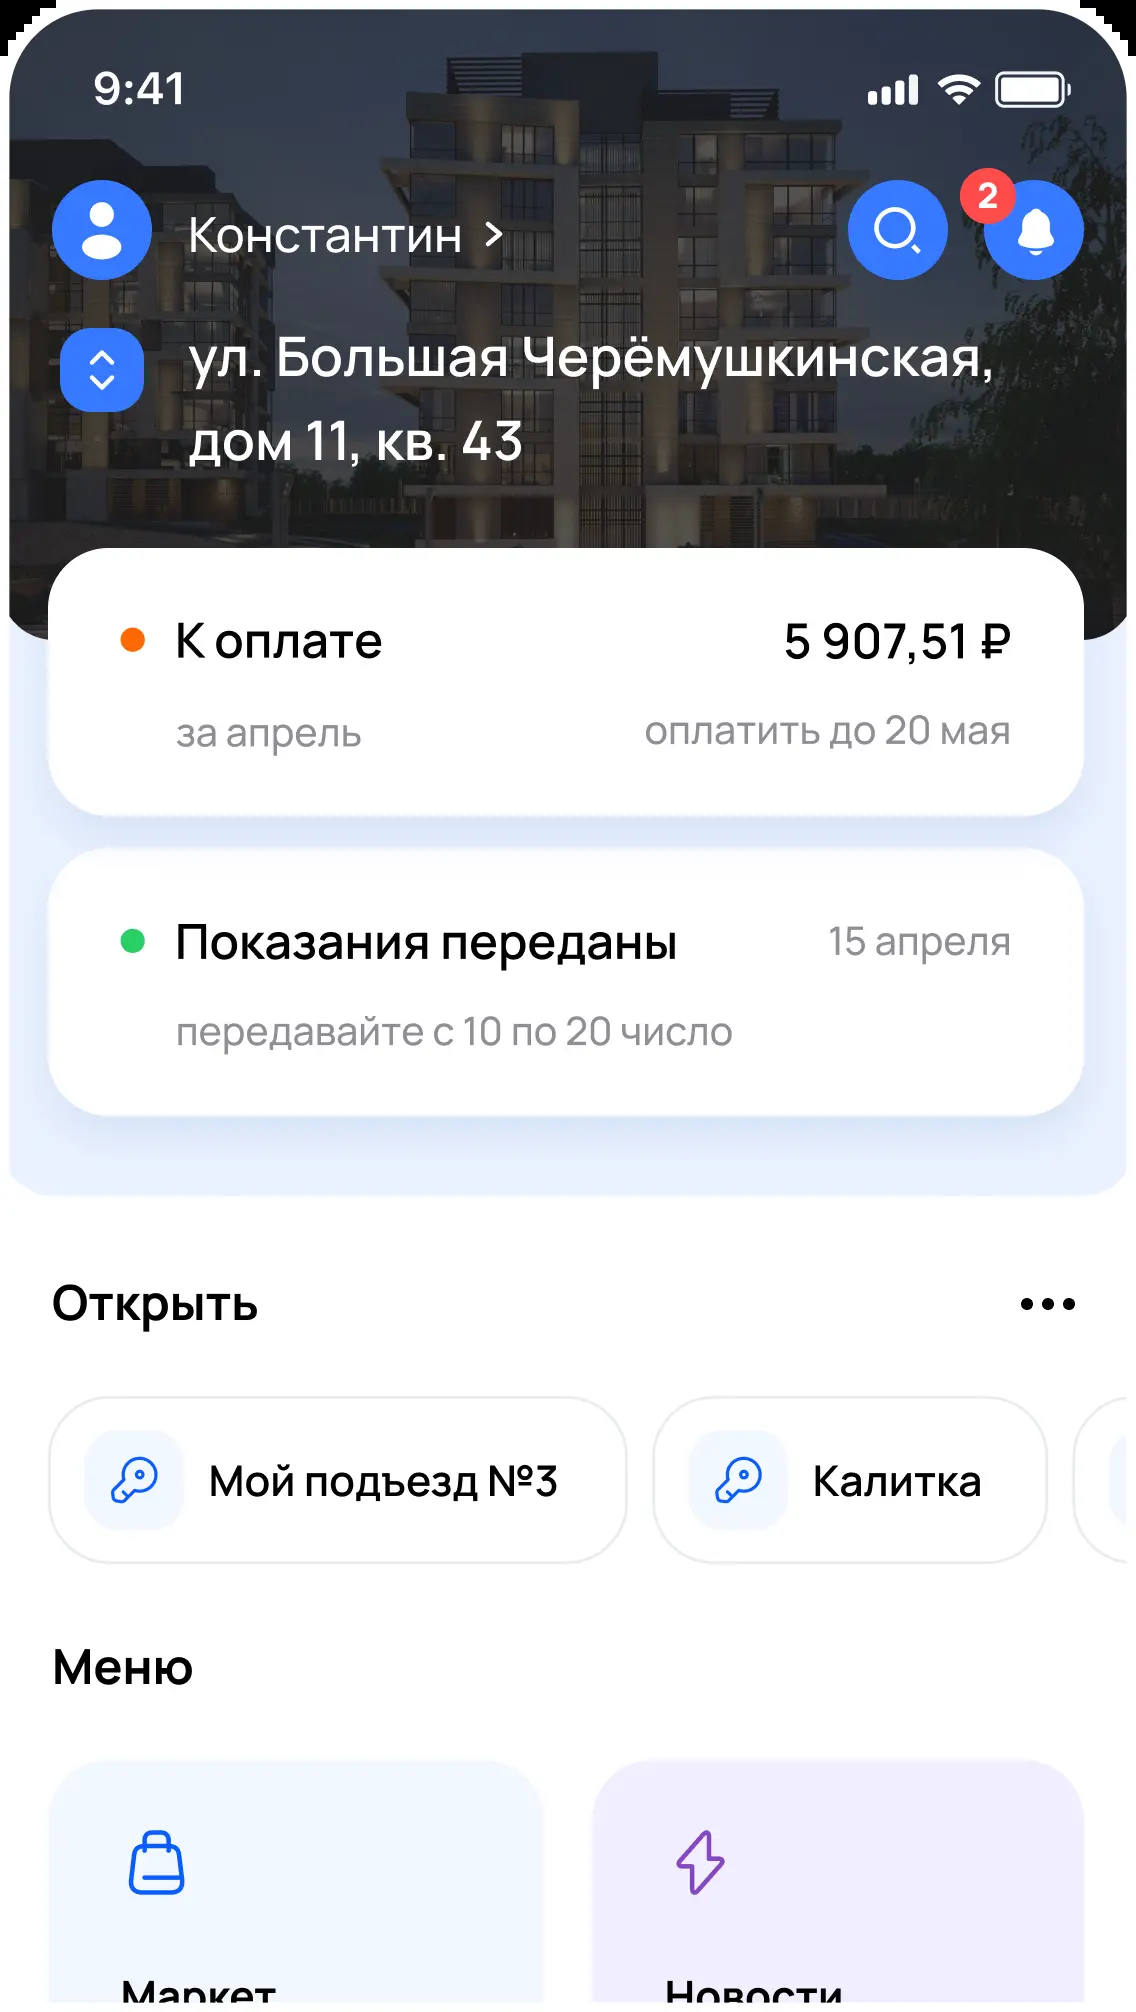 9:41
Константин
2
ул. Большая Черёмушкинская,
дом 11, кв. 43
К оплате
5 907,51 ₽
за апрель
оплатить до 20 мая
Показания переданы
15 апреля
передавайте с 10 по 20 число
Открыть
Мой подъезд №3
Калитка
Меню
Маркет
Новости